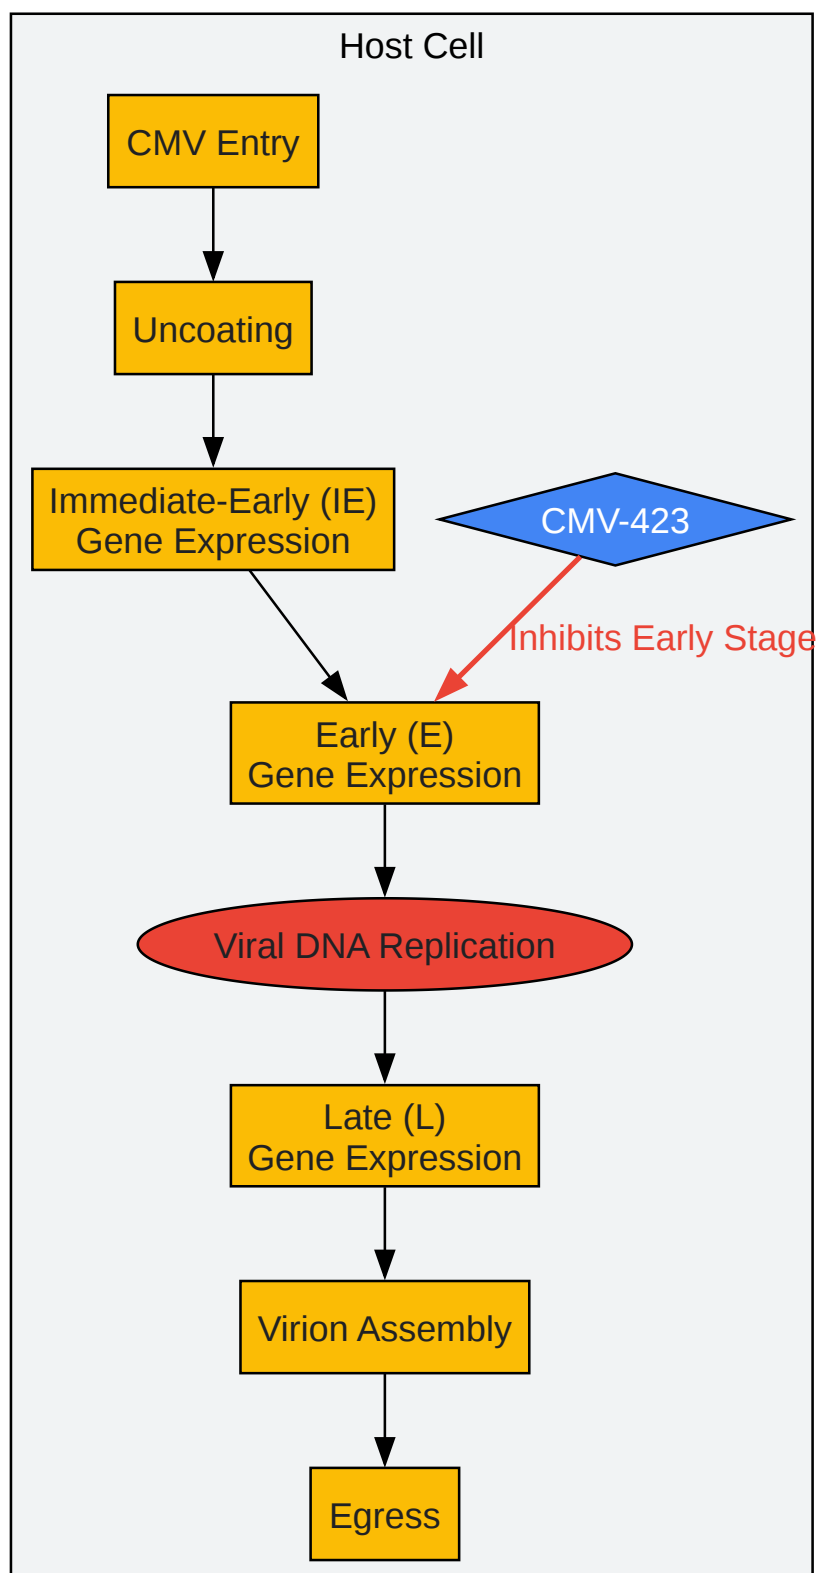 Host Cell
CMV Entry
Uncoating
Immediate-Early (IE)
Gene Expression
CMV-423
Inhibits Early Stage
Early (E)
Gene Expression
Viral DNA Replication
Late (L)
Gene Expression
Virion Assembly
Egress